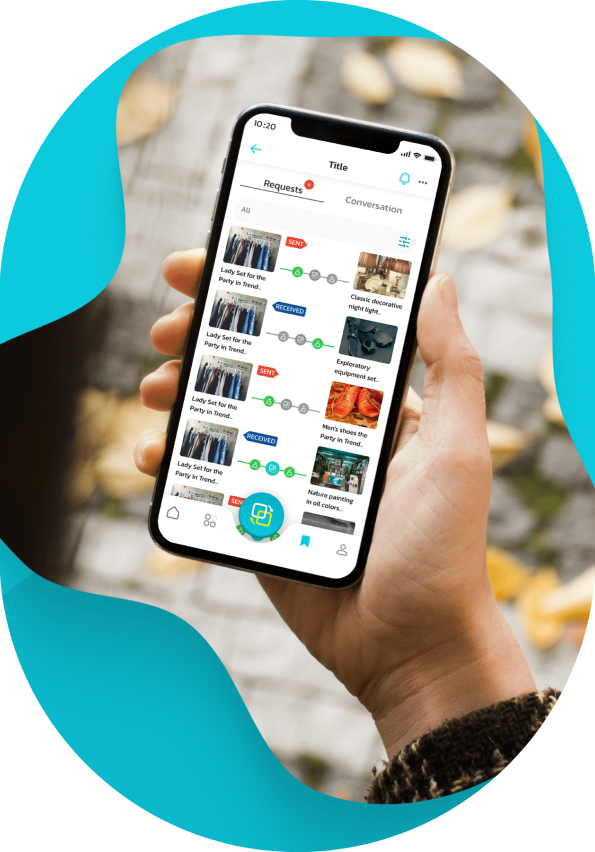 10:20
Title
Requests
Conversation
All
SENT
Lady Set for the
Party in Trend..
Classic decorative
night light..
RECEIVED
Lady Set for the
Party in Trend..
Exploratory
equipment set..
SENT
Lady Set for the
Party in Trend..
Men's shoes the
Party in Trend..
RECEIVED
Lady Set for the
Party in Trend..
Nature painting
in oil colors..